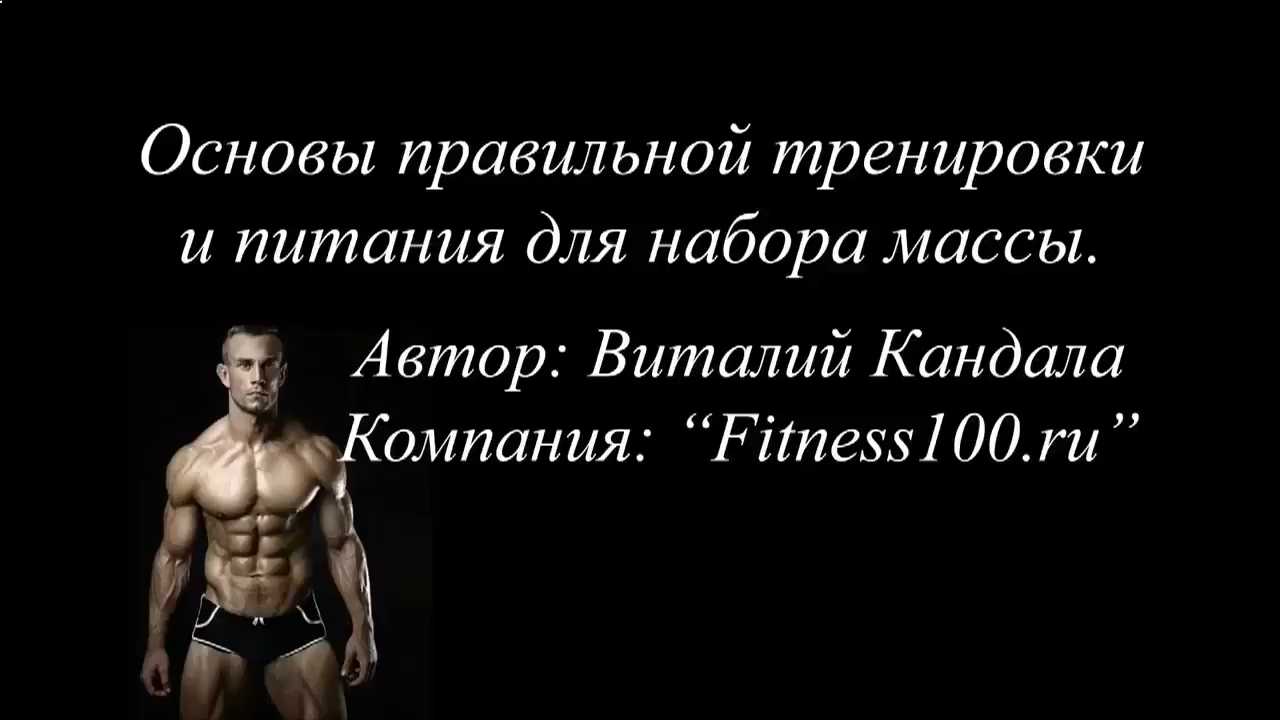 Основы правильной тренировки
и питания для набора массы.
Автор: Виталий Кандала
Компания: “Fitness100.ru”